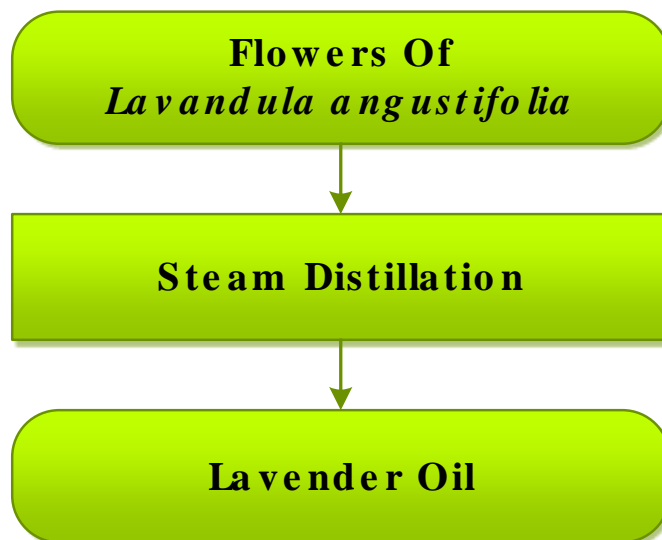 Flowers Of
Lavandula angustifolia
Steam Distillation
Lavender Oil